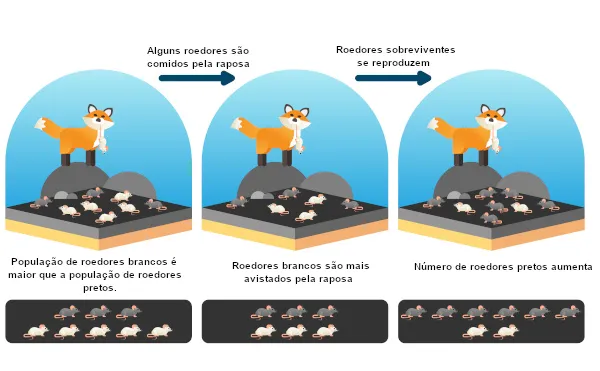 Alguns roedores são
comidos pela raposa
Roedores sobreviventes
se reproduzem
População de roedores brancos é
maior que a população de roedores
pretos.
Roedores brancos são mais
avistados pela raposa
Número de roedores pretos aumenta